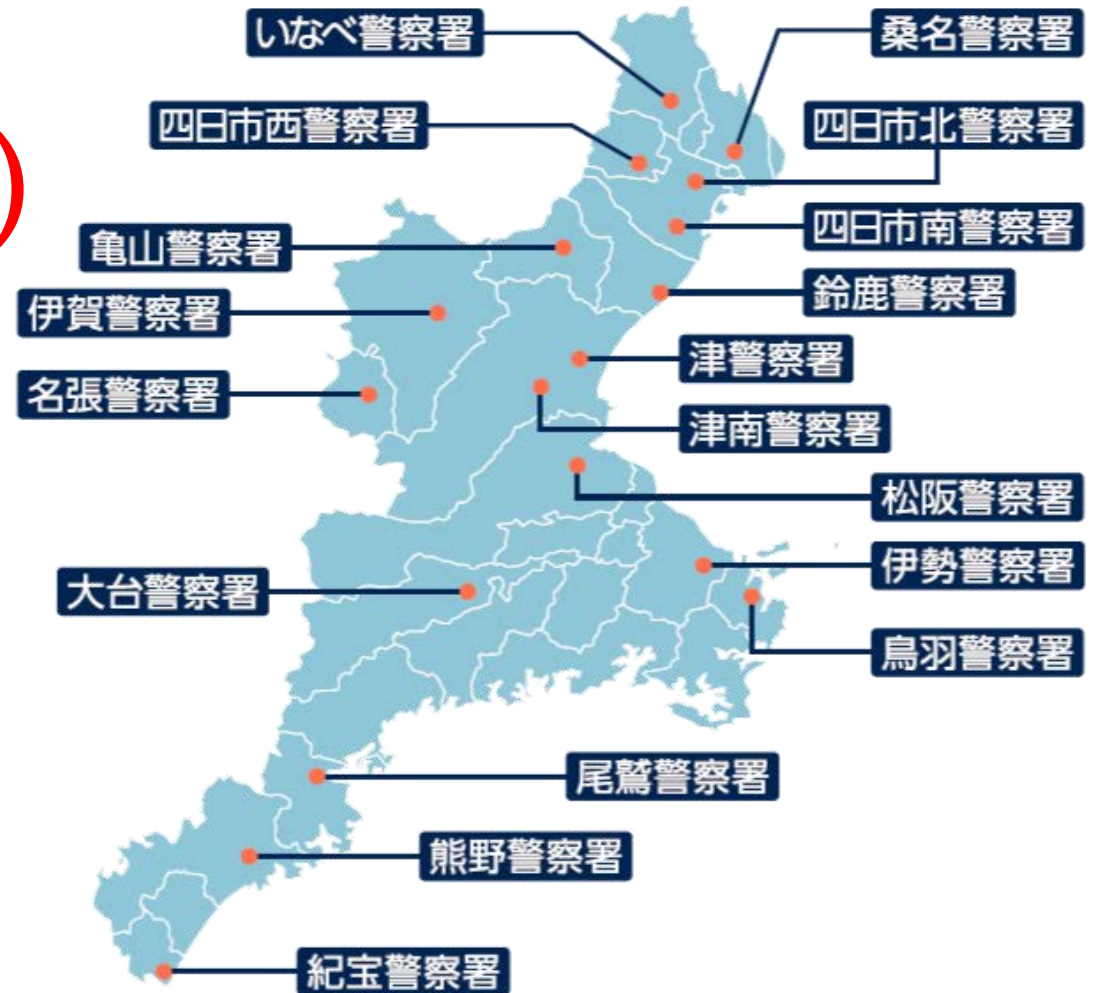 いなべ警察署
桑名警察署
四日市西警察署
四日市北警察署
亀山警察署
四日市南警察署
伊賀警察署
鈴鹿警察署
津警察署
名張警察署
津南警察署
松阪警察署
伊勢警察署
大台警察署
鳥羽警察署
尾鷲警察署
熊野警察署
紀宝警察署
)